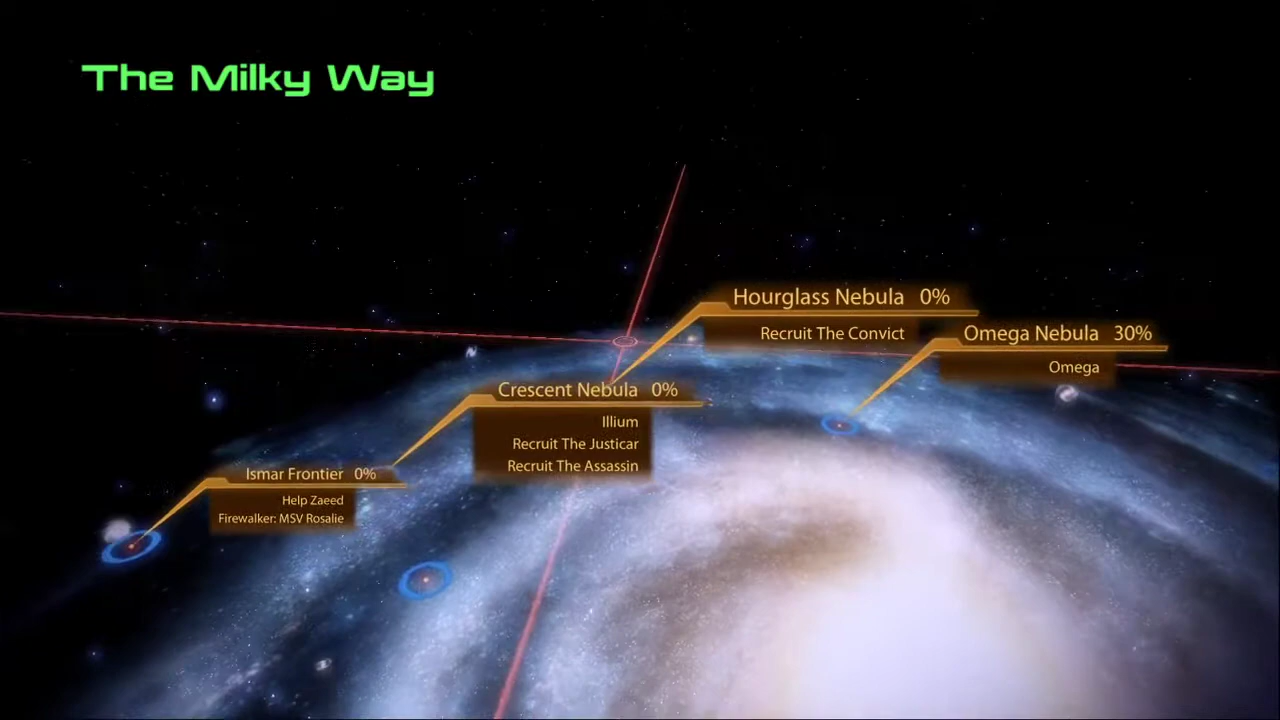 The Milky Way
Hourglass Nebula 0%
Recruit The Convict
Omega Nebula 30%
Omega
Crescent Nebula 0%
Illium
Recruit The Justicar
Recruit The Assassin
Ismar Frontier 0%
Help Zaeed
Firewalker: MSV Rosalie